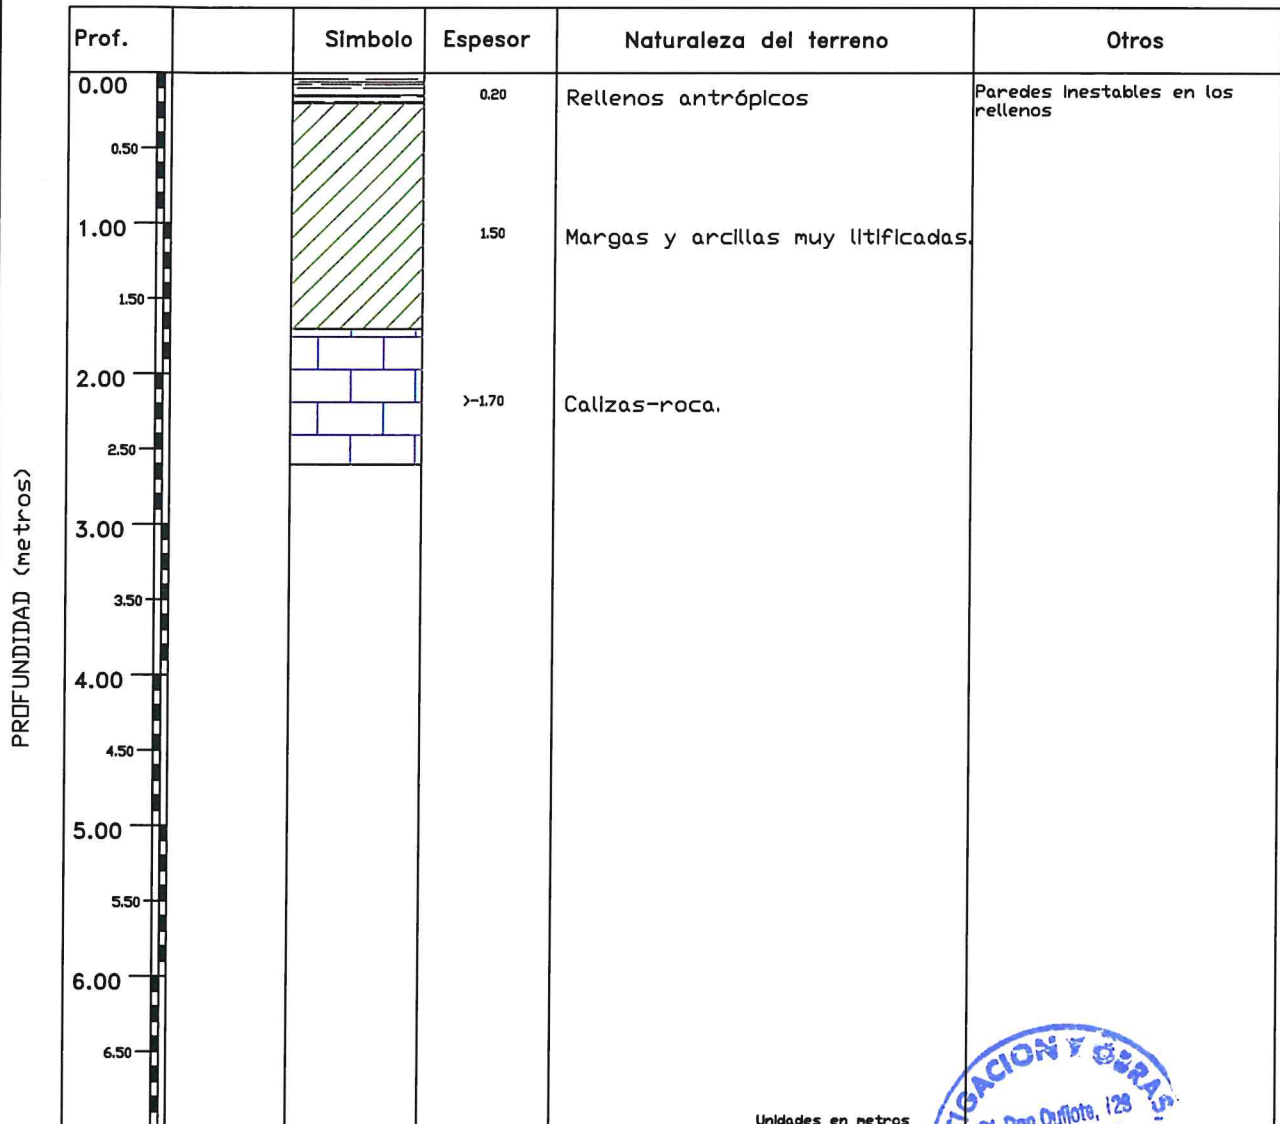 Prof. Simbolo Espesor Naturaleza del terreno Otros
0.00
0.20 Rellenos antrópicos
Paredes inestables en los
rellenos
0.50
1.00
1.50 Margas y arcillas muy litificadas.
1.50
2.00
>-1.70 Calizas-roca.
2.50
3.00
3.50
4.00
4.50
5.00
5.50
6.00
6.50
PROFUNDIDAD (metros)
Unidades en metros
IGACION Y OBRAS
Don Quijote, 128